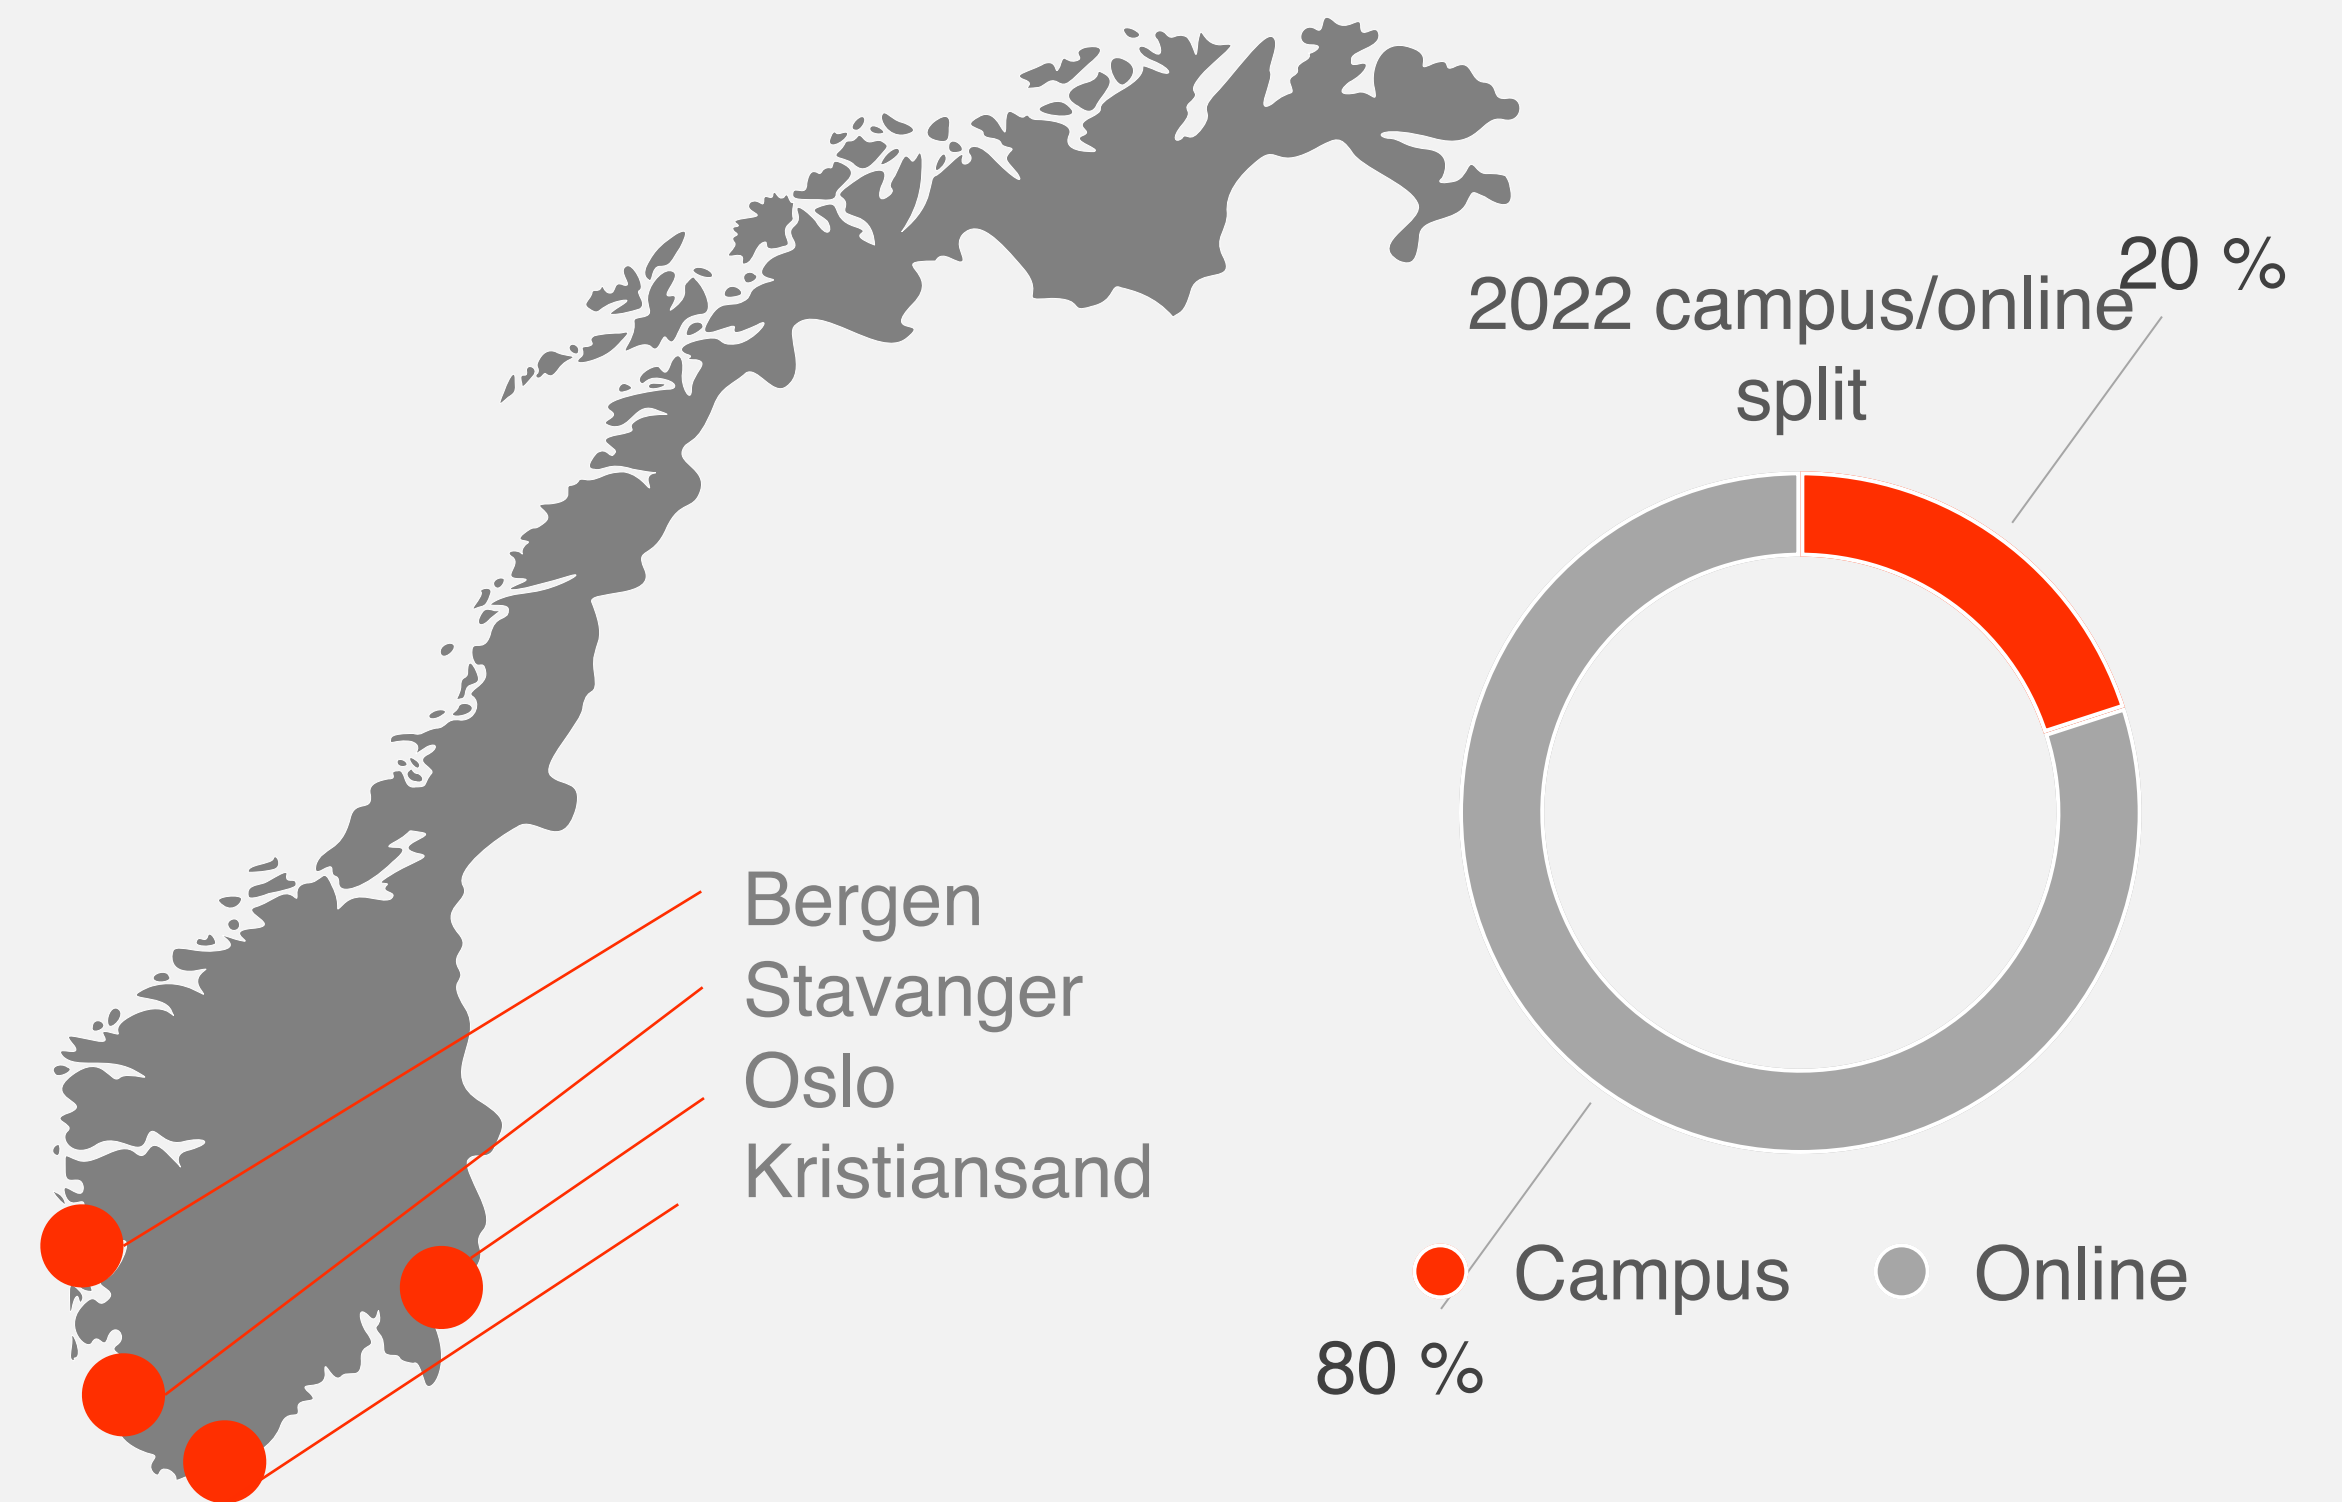 20 %
2022 campus/online
split
Bergen
Stavanger
Oslo
Kristiansand
Campus
Online
80 %